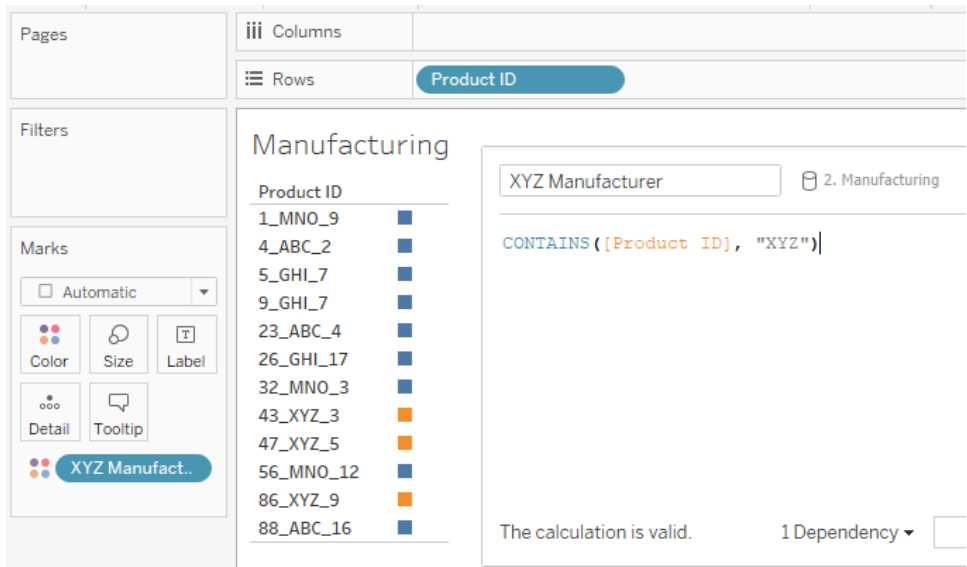 Pages
Columns
Rows
Product ID
Filters
Marks
Automatic
Color
Size
Label
Detail
Tooltip
XYZ Manufact..
Manufacturing
Product ID
1_MNO_9
4_ABC_2
5_GHI_7
9_GHI_7
23_ABC_4
26_GHI_17
32_MNO_3
43_XYZ_3
47_XYZ_5
56_MNO_12
86_XYZ_9
88_ABC_16
XYZ Manufacturer
2. Manufacturing
CONTAINS([Product ID], "XYZ")
The calculation is valid.
1 Dependency